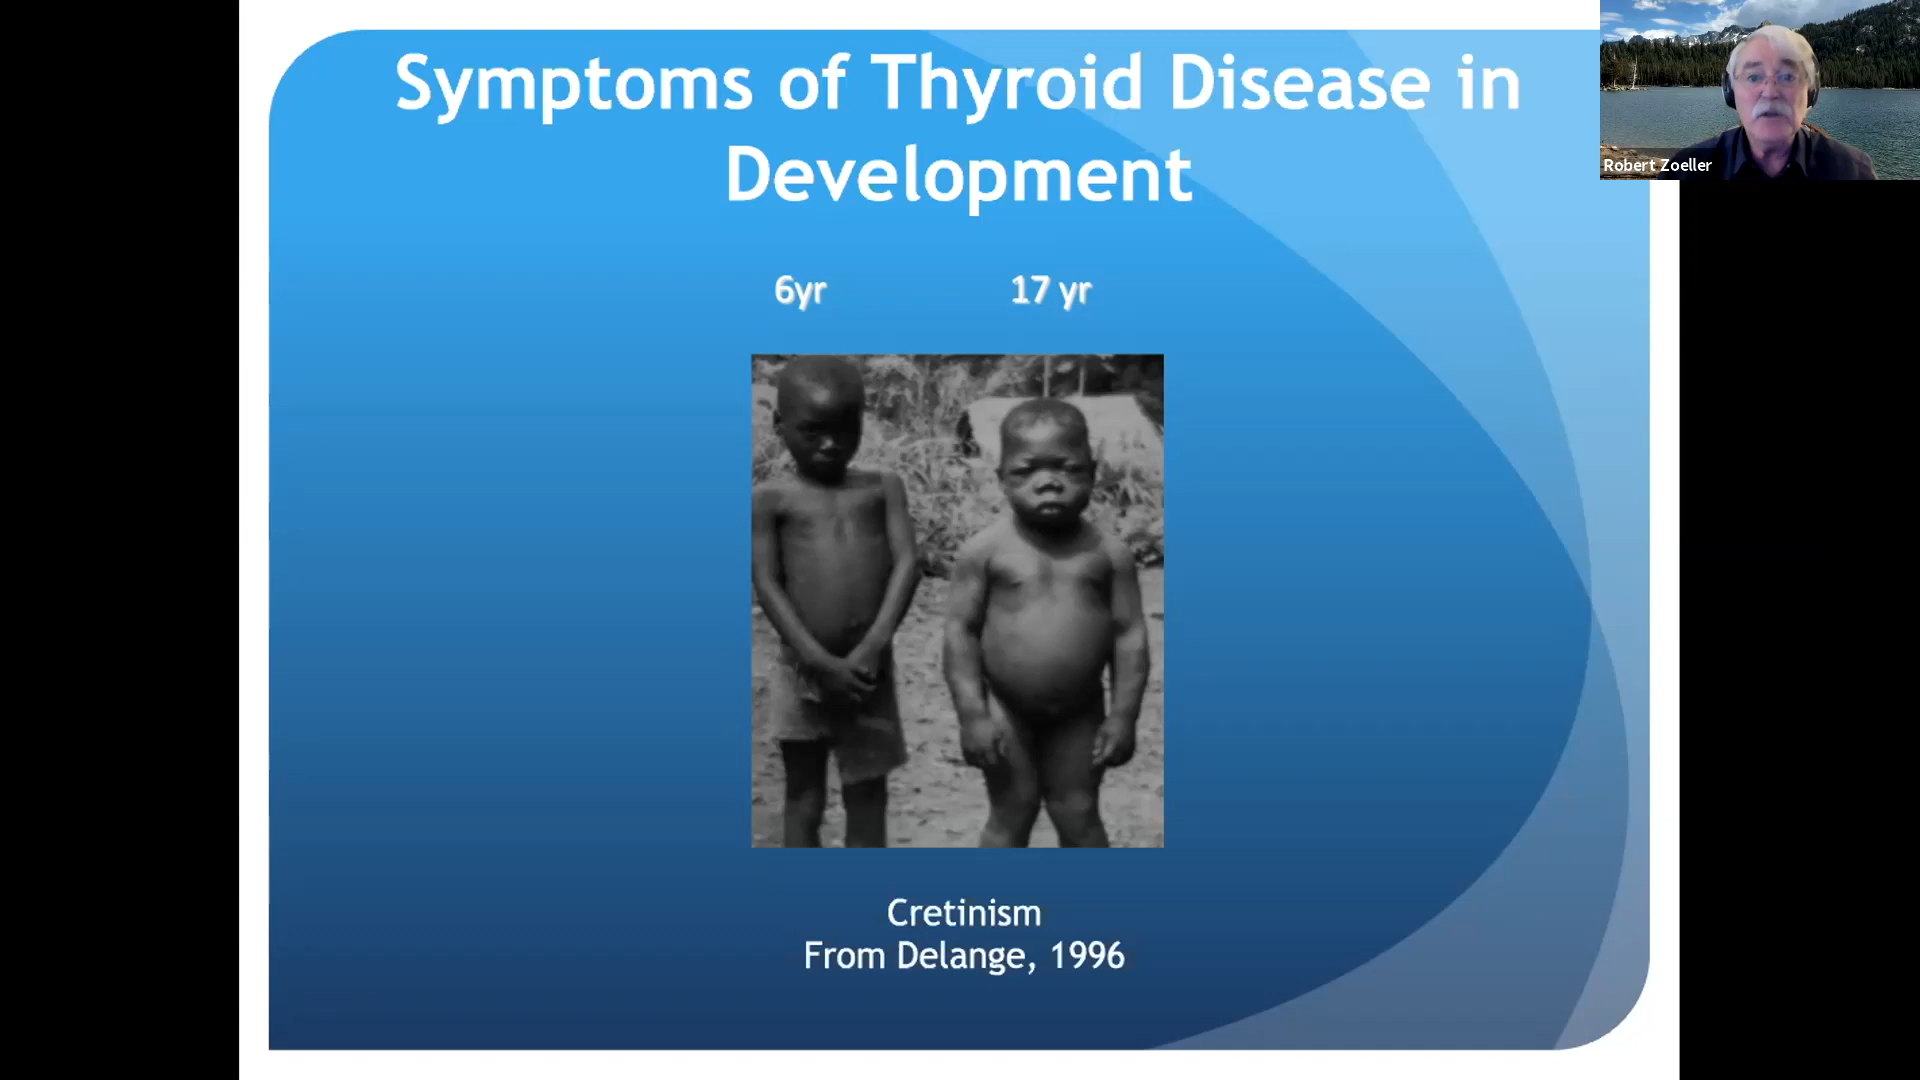 Symptoms of Thyroid Disease in
Development
6yr 17 yr
Cretinism
From Delange, 1996
Robert Zoeller